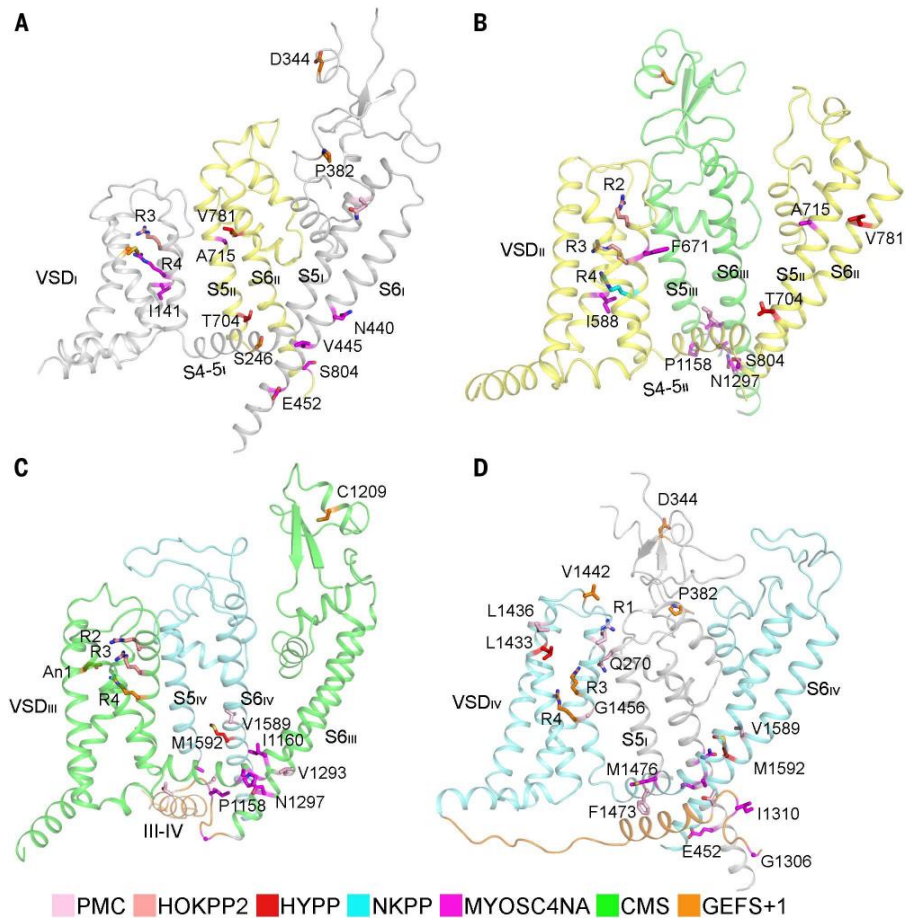 A
D344
P382
R3
V781
VSDI
R4
A715
S5II
S6II
S5I
S6I
I141
T704
N440
S246
V445
S4-5I
S804
E452
B
R2
A715
R3
F671
V781
VSDII
R4
S5III
S6III
S5II
S6II
I588
T704
P1158
S804
S4-5II
N1297
C
C1209
R2
R3
An1
R4
S5IV
S6IV
VSDIII
V1589
S6III
M1592
I1160
V1293
P1158
N1297
III-IV
D
D344
V1442
P382
L1436
R1
L1433
Q270
VSDIV
R3
S6IV
R4
G1456
S5I
V1589
M1476
M1592
F1473
I1310
E452
G1306
PMC HOKPP2 HYPP NKPP MYOSC4NA CMS GEFS+1